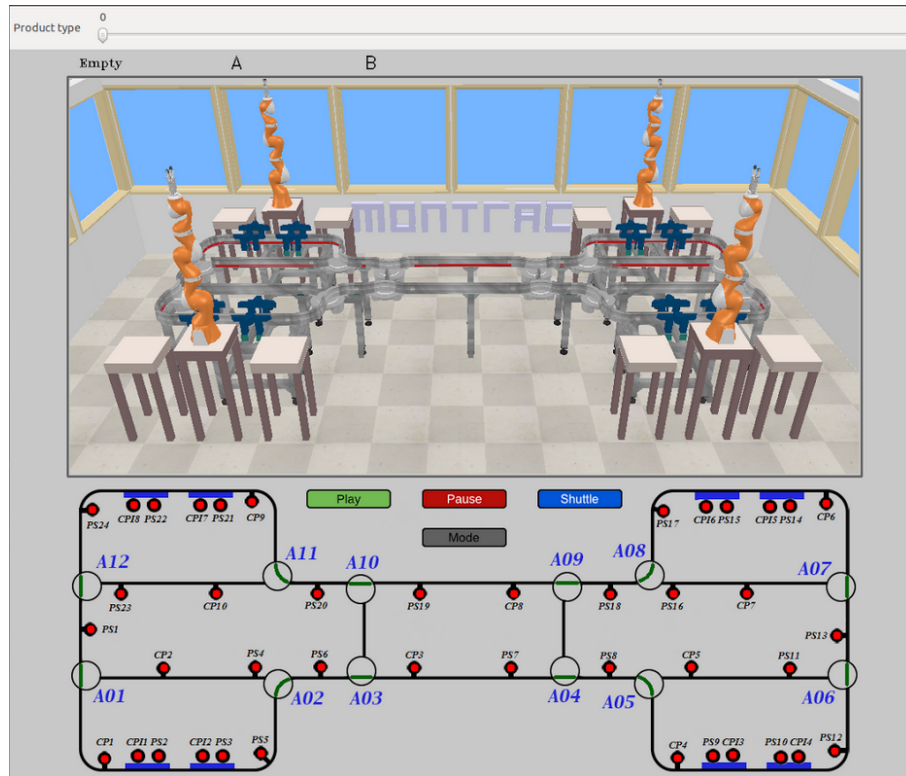 0
Product type
Empty A B
MONTRAC
Play Pause Shuttle
Mode
PS24 CPI8 PS22 CPI7 PS21 CP9
PS17 CPI6 PS15 CPI5 PS14 CP6
A12 A11 A10 A09 A08 A07
PS23 CP10 PS20 PS19 CP8 PS18 PS16 CP7
PS1 PS13
CP2 PS4 PS6 CP3 PS7 PS8 CP5 PS11
A01 A02 A03 A04 A05 A06
CP1 CPI1 PS2 CPI2 PS3 PS5
CP4 PS9 CPI3 PS10 CPI4 PS12